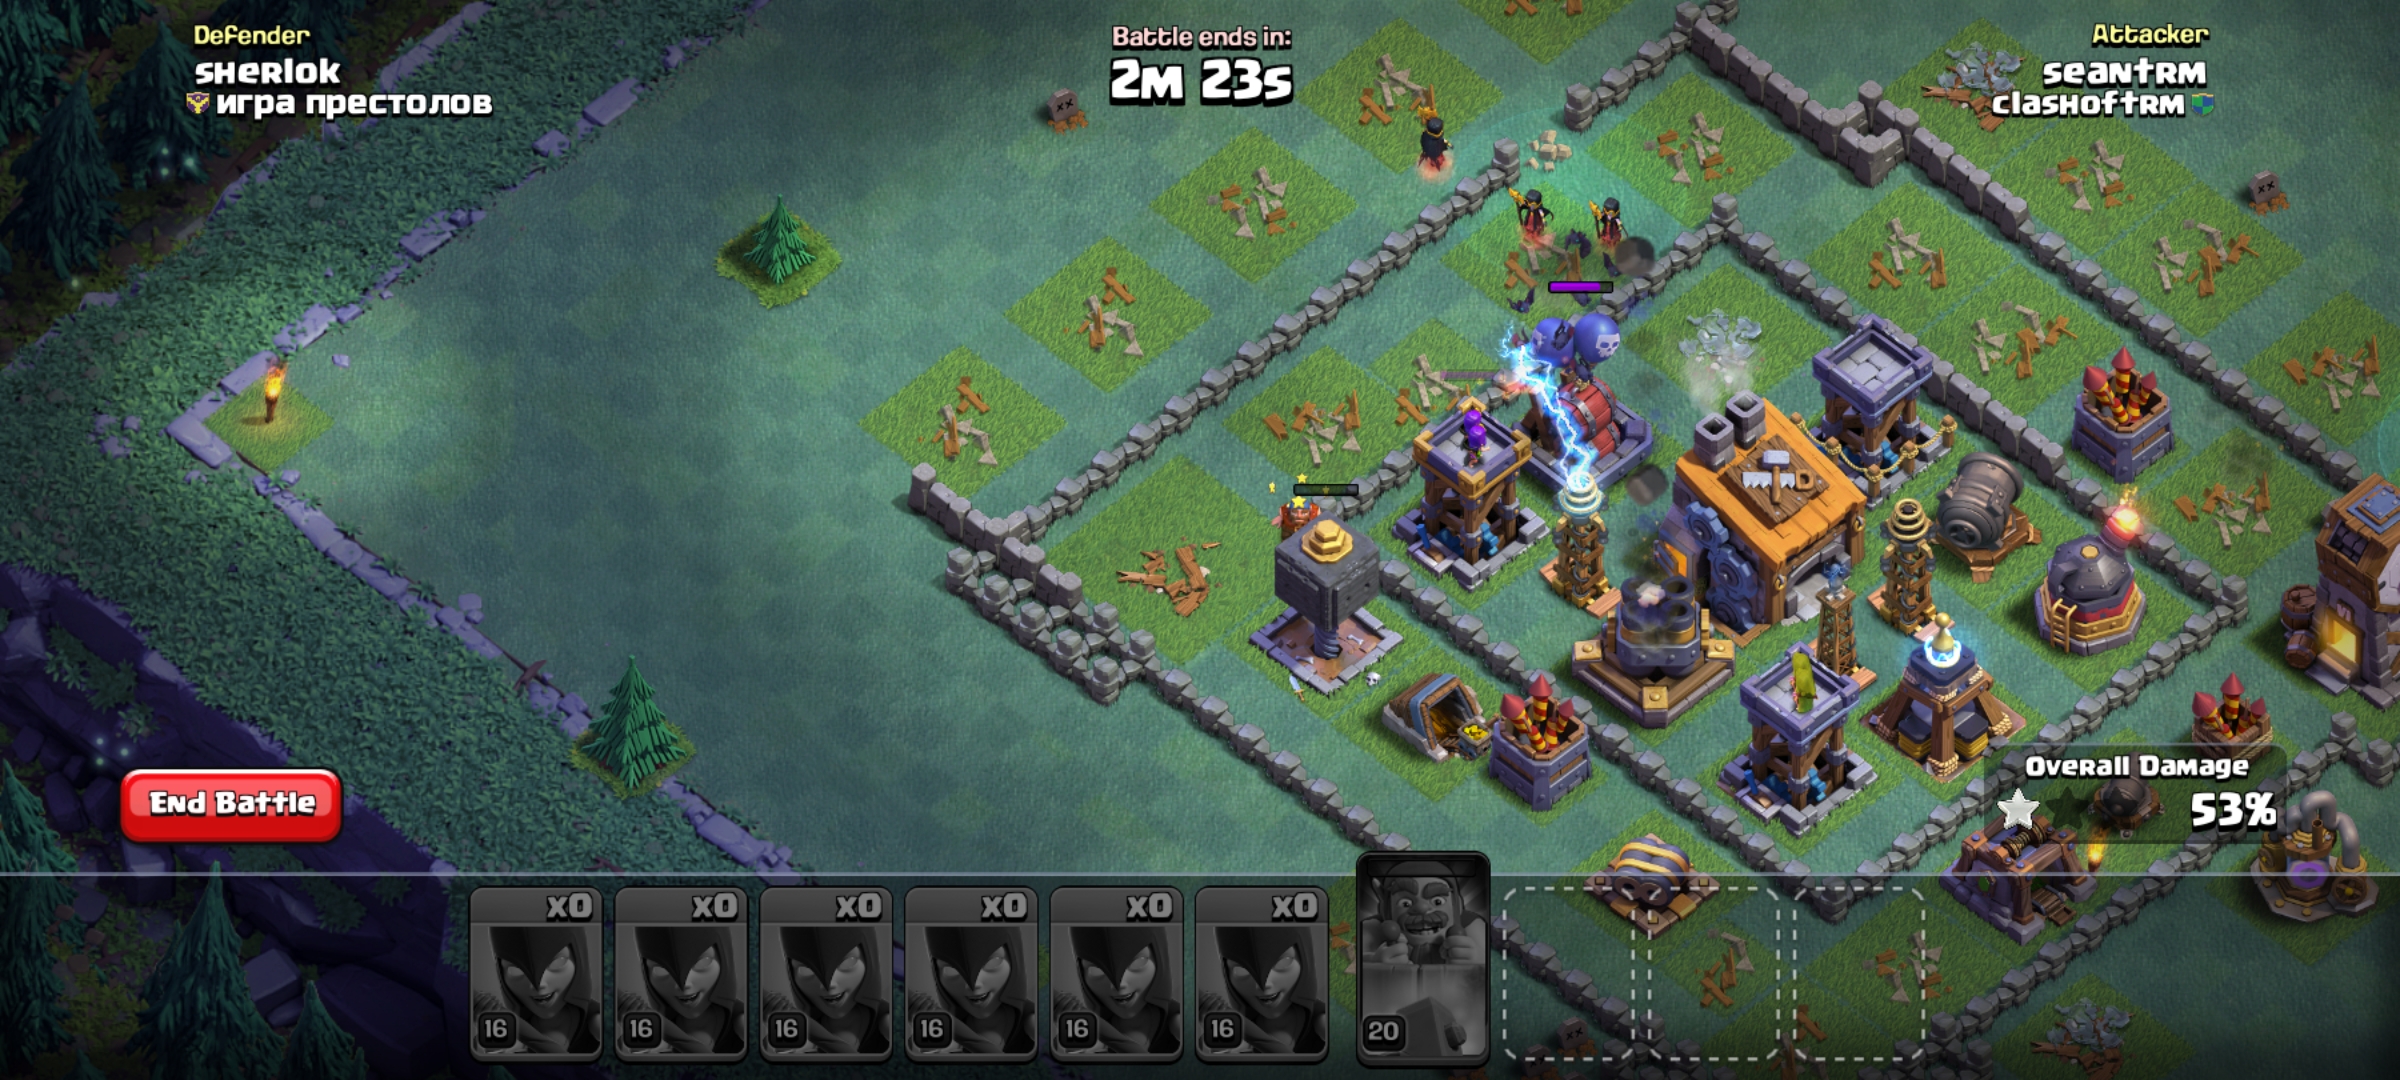 Defender
sherlok
игра престолов
Battle ends in:
2M 23s
Attacker
seantrm
clashoftrm
End Battle
Overall Damage
53%
x0
x0
x0
x0
x0
x0
16
16
16
16
16
16
20